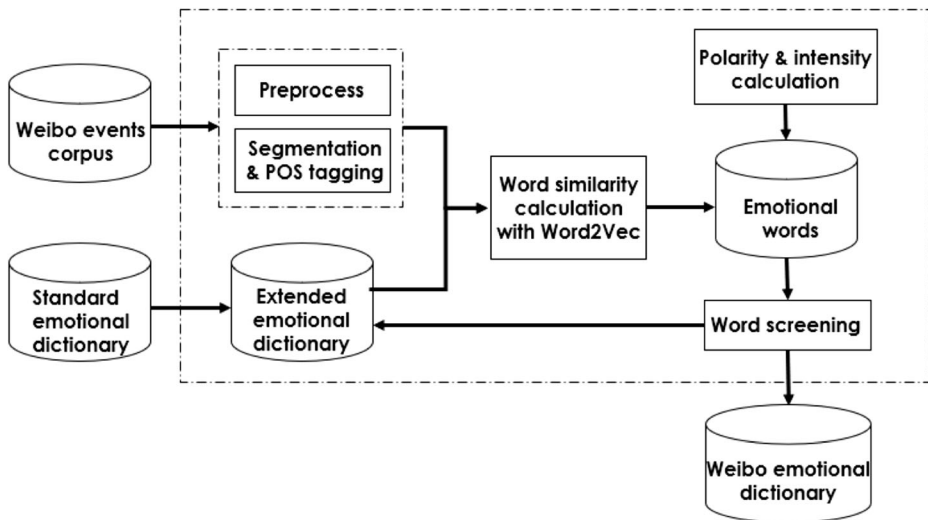 Weibo events
corpus
Preprocess
Segmentation
& POS tagging
Polarity & intensity
calculation
Word similarity
calculation
with Word2Vec
Emotional
words
Standard
emotional
dictionary
Extended
emotional
dictionary
Word screening
Weibo emotional
dictionary